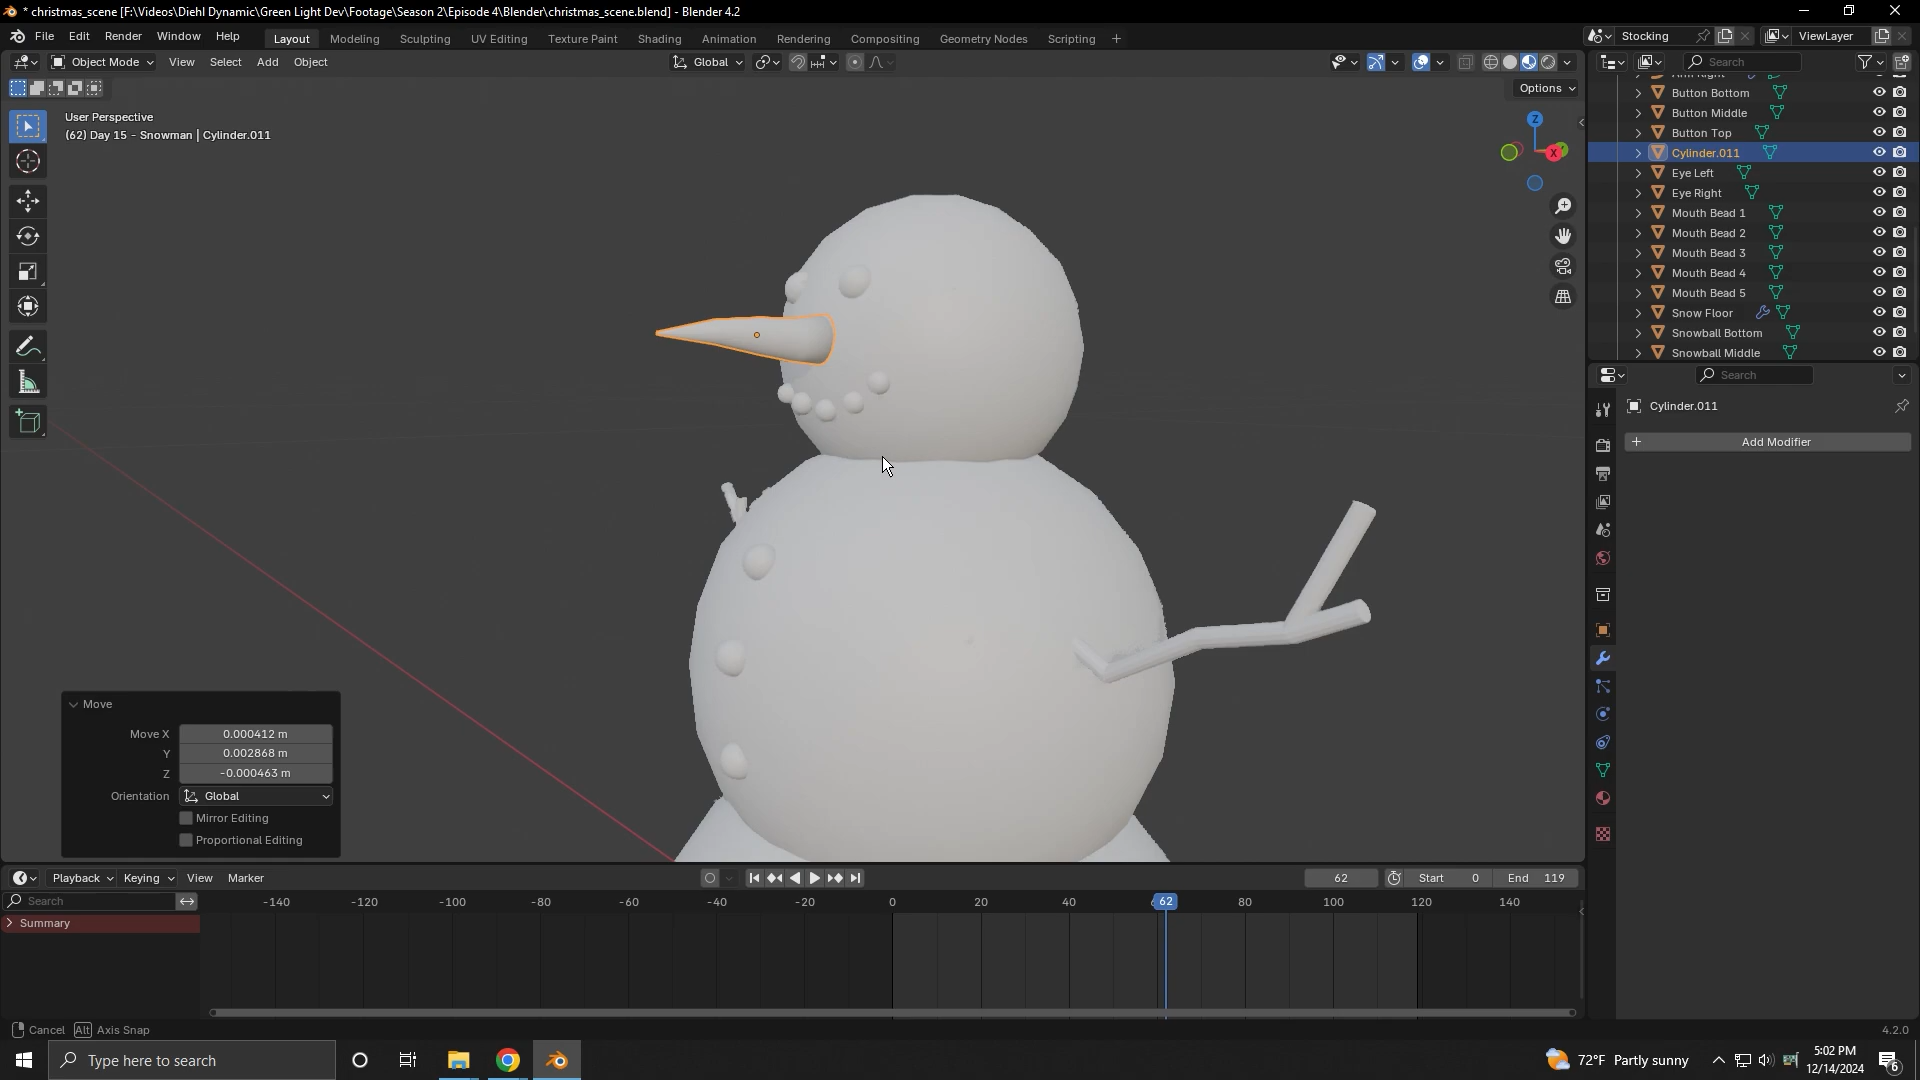 * christmas_scene [F:\Videos\Diehl Dynamic\Green Light Dev\Footage\Season 2\Episode 4\Blender\christmas_scene.blend] - Blender 4.2
File Edit Render Window Help
Layout Modeling Sculpting UV Editing Texture Paint Shading Animation Rendering Compositing Geometry Nodes Scripting +
Stocking
ViewLayer
Object Mode View Select Add Object
Global
Search
Options
User Perspective
(62) Day 15 - Snowman | Cylinder.011
Z
X
Arm Right
Button Bottom
Button Middle
Button Top
Cylinder.011
Eye Left
Eye Right
Mouth Bead 1
Mouth Bead 2
Mouth Bead 3
Mouth Bead 4
Mouth Bead 5
Snow Floor
Snowball Bottom
Snowball Middle
Search
Cylinder.011
+ Add Modifier
Move
Move X 0.000412 m
Y 0.002868 m
Z -0.000463 m
Orientation Global
Mirror Editing
Proportional Editing
Playback Keying View Marker
62 Start 0 End 119
Search
-140 -120 -100 -80 -60 -40 -20 0 20 40 62 80 100 120 140
Summary
Cancel Alt Axis Snap
4.2.0
Type here to search
72°F Partly sunny
5:02 PM
12/14/2024
6